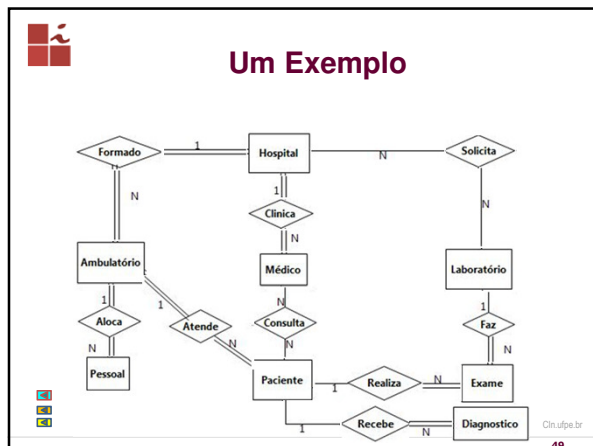 Um Exemplo
Formado 1 Hospital N Solicita
N 1 N
Clinica
N
Ambulatório Médico Laboratório
1 1 N 1
Aloca Atende Consulta Faz
N N N N
Pessoal Paciente 1 Realiza N Exame
1 Recebe N Diagnostico
CIn.ufpe.br
49